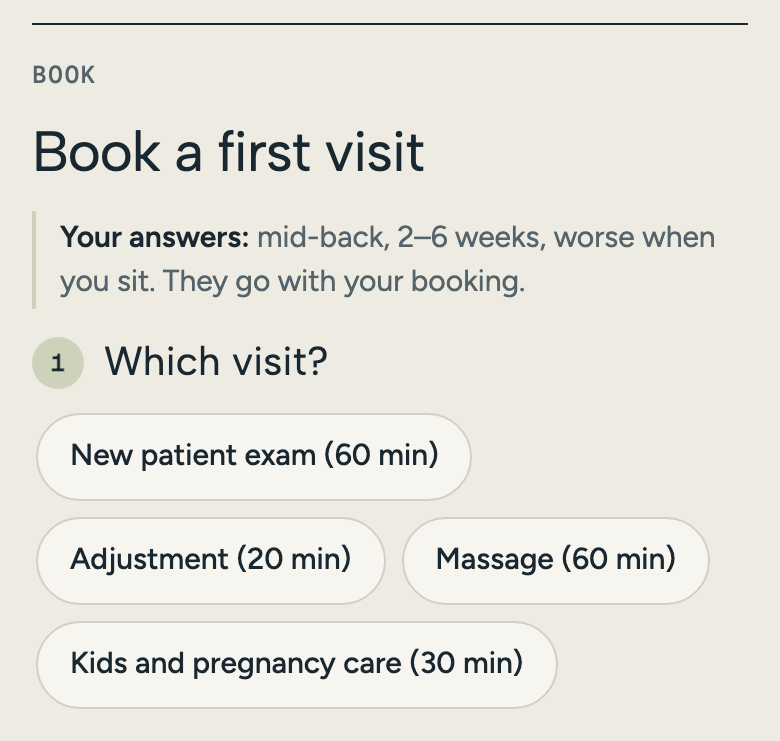 BOOK
Book a first visit
Your answers: mid-back, 2–6 weeks, worse when
you sit. They go with your booking.
1 Which visit?
New patient exam (60 min)
Adjustment (20 min) Massage (60 min)
Kids and pregnancy care (30 min)